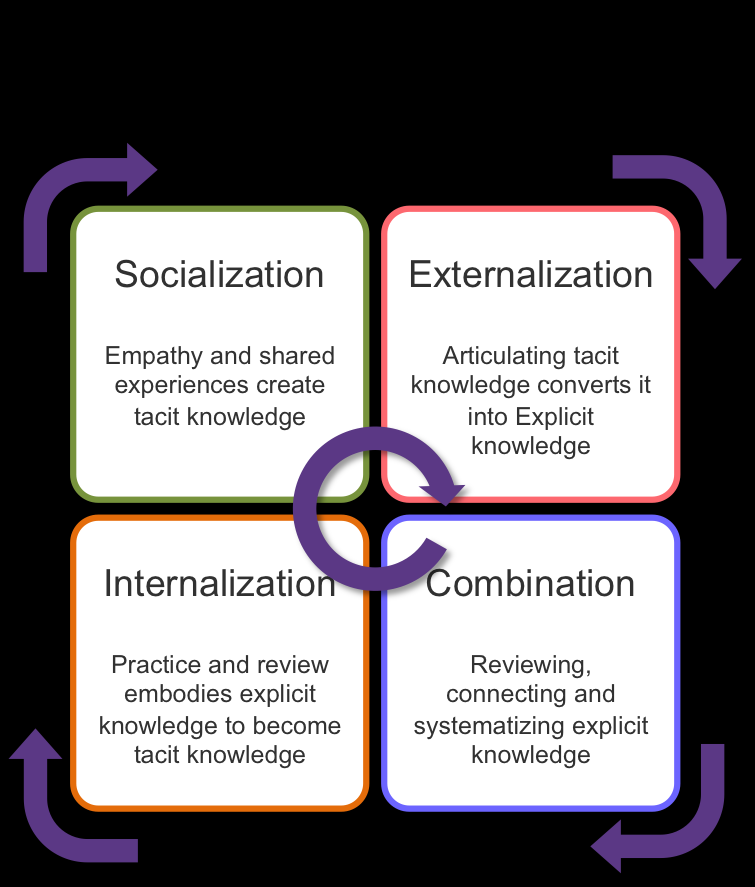 Socialization
Empathy and shared
experiences create
tacit knowledge
Externalization
Articulating tacit
knowledge converts it
into Explicit
knowledge
Internalization
Practice and review
embodies explicit
knowledge to become
tacit knowledge
Combination
Reviewing,
connecting and
systematizing explicit
knowledge